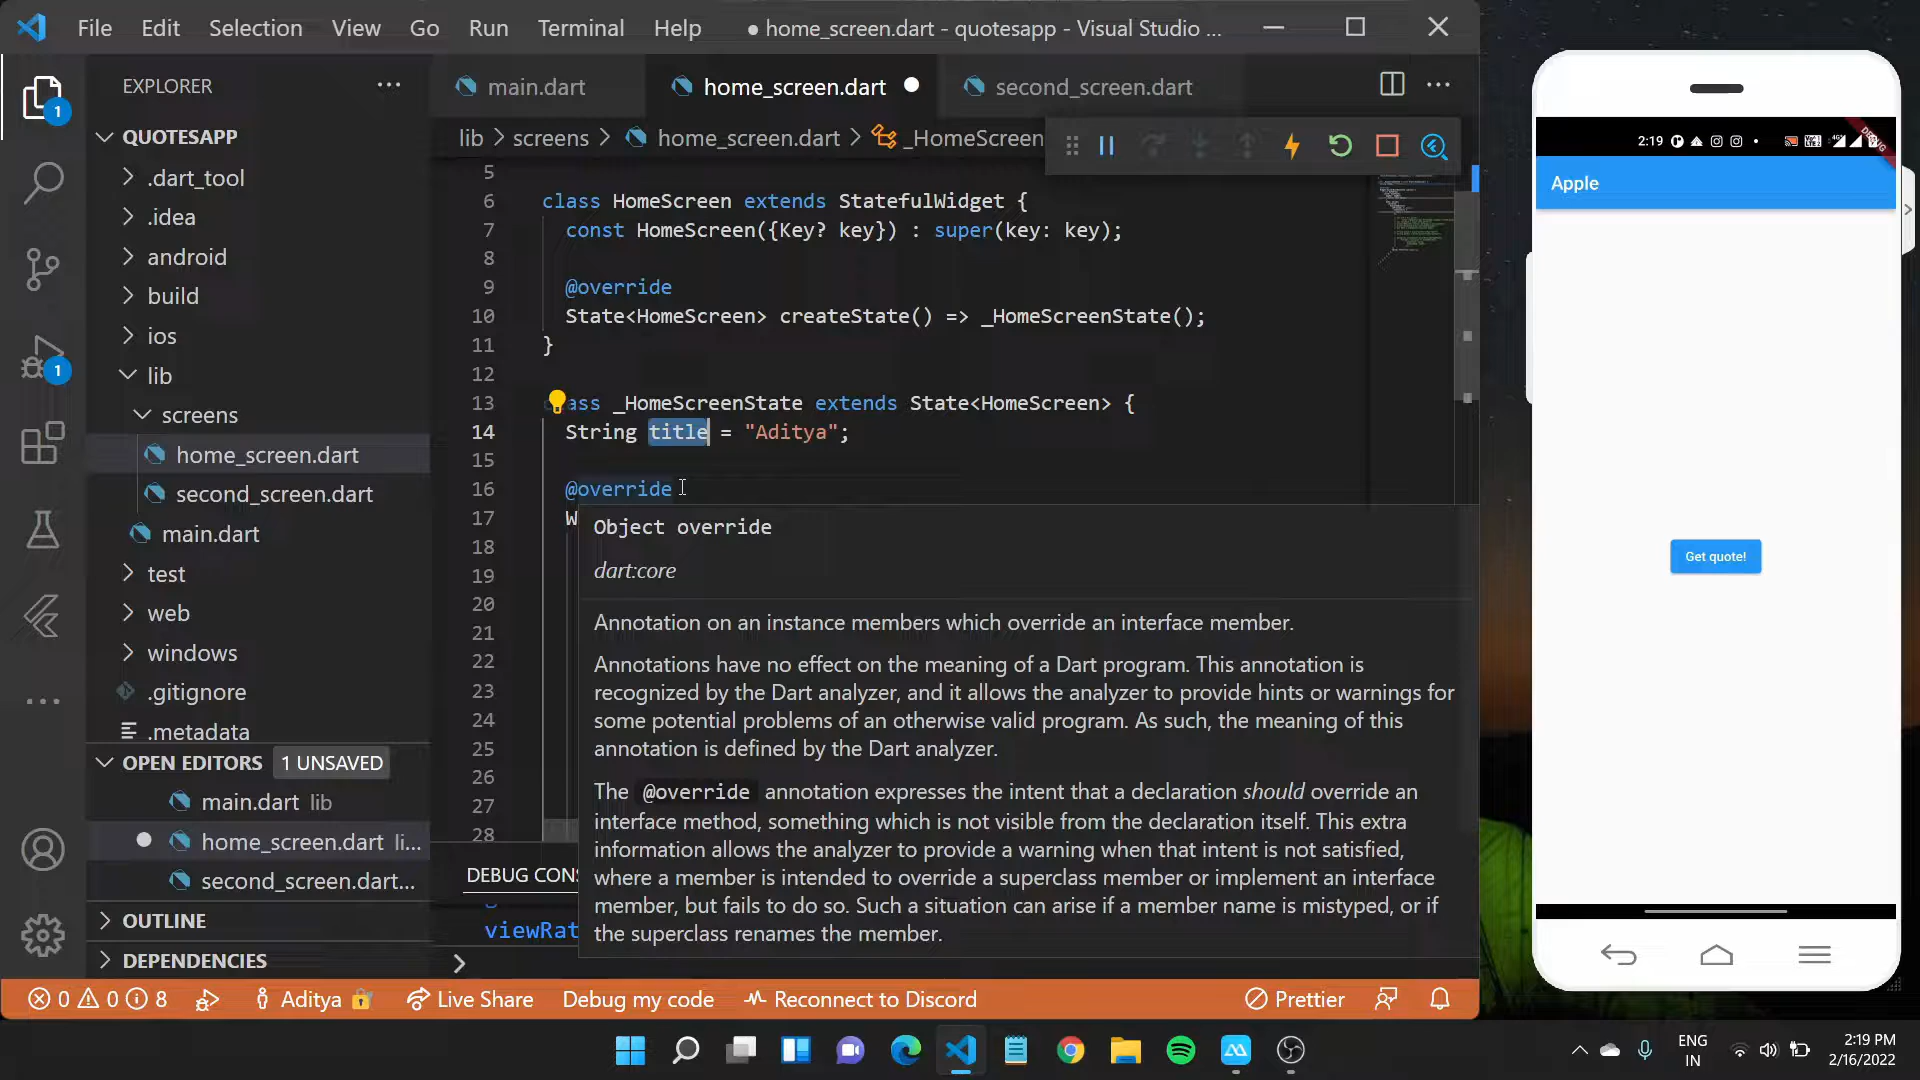 File Edit Selection View Go Run Terminal Help
● home_screen.dart - quotesapp - Visual Studio ...
EXPLORER
QUOTESAPP
.dart_tool
.idea
android
build
ios
lib
screens
home_screen.dart
second_screen.dart
main.dart
test
web
windows
.gitignore
.metadata
OPEN EDITORS 1 UNSAVED
main.dart lib
home_screen.dart li...
second_screen.dart...
OUTLINE
DEPENDENCIES
1
1
main.dart
home_screen.dart
second_screen.dart
lib > screens > home_screen.dart > _HomeScreen
5
6 class HomeScreen extends StatefulWidget {
7 const HomeScreen({Key? key}) : super(key: key);
8
9 @override
10 State<HomeScreen> createState() => _HomeScreenState();
11 }
12
13 ass _HomeScreenState extends State<HomeScreen> {
14 String title = "Aditya";
15
16 @override
17 W
18
19
20
21
22
23
24
25
26
27
28
Object override
dart:core
Annotation on an instance members which override an interface member.
Annotations have no effect on the meaning of a Dart program. This annotation is
recognized by the Dart analyzer, and it allows the analyzer to provide hints or warnings for
some potential problems of an otherwise valid program. As such, the meaning of this
annotation is defined by the Dart analyzer.
The @override annotation expresses the intent that a declaration should override an
interface method, something which is not visible from the declaration itself. This extra
information allows the analyzer to provide a warning when that intent is not satisfied,
where a member is intended to override a superclass member or implement an interface
member, but fails to do so. Such a situation can arise if a member name is mistyped, or if
the superclass renames the member.
DEBUG CON
viewRat
0 0 8 Aditya Live Share Debug my code Reconnect to Discord Prettier
2:19
DEBUG
Apple
Get quote!
ENG
IN
2:19 PM
2/16/2022